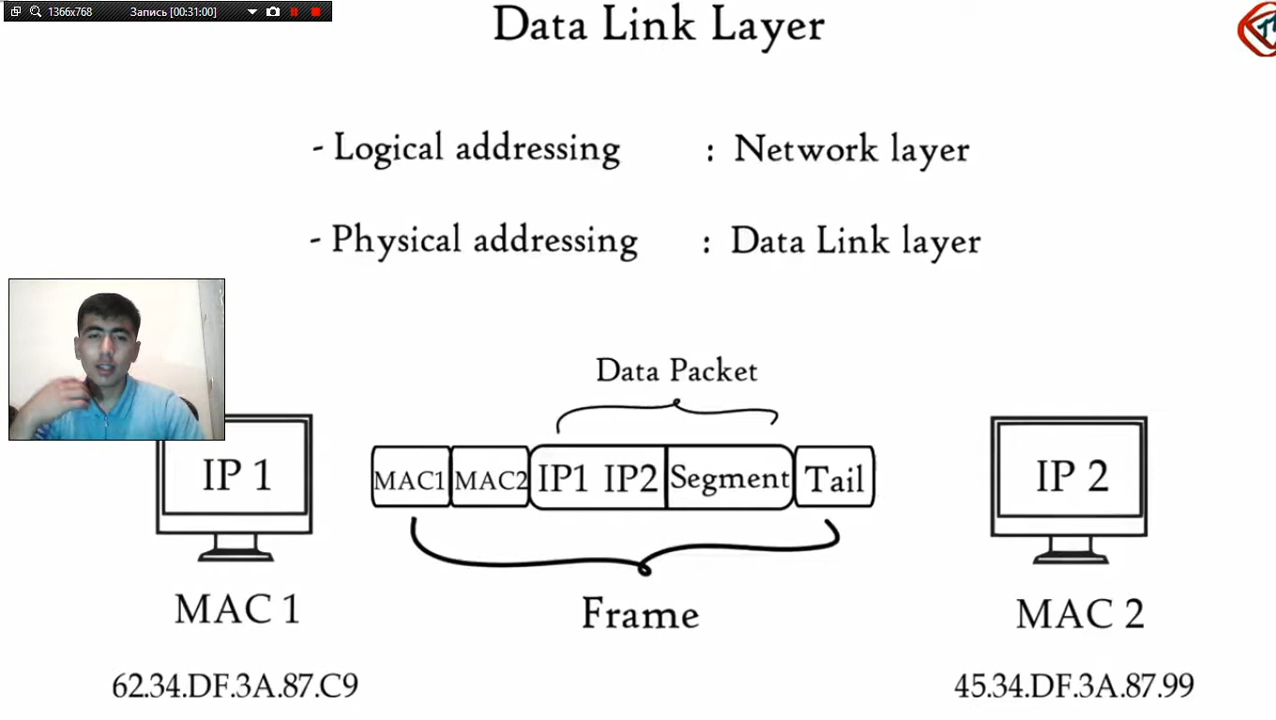 1366x768 Запись [00:31:00]
Data Link Layer
- Logical addressing : Network layer
- Physical addressing : Data Link layer
Data Packet
IP 1
MAC1 MAC2 IP1 IP2 Segment Tail
IP 2
Frame
MAC 1
MAC 2
62.34.DF.3A.87.C9
45.34.DF.3A.87.99